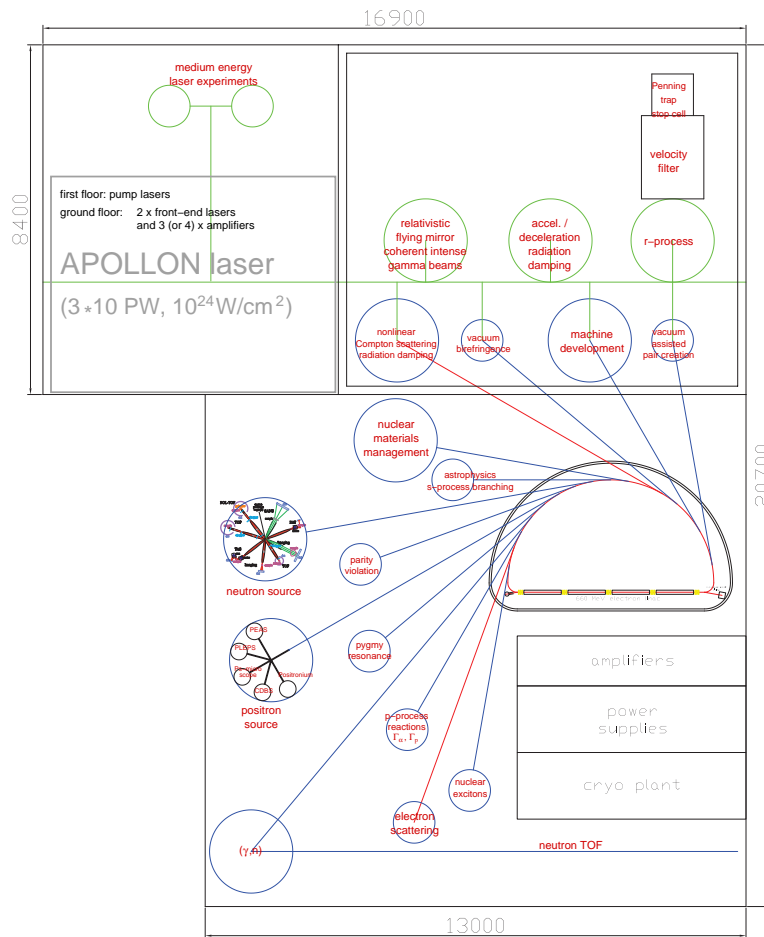 16900
medium energy
laser experiments
Penning
trap
stop cell
velocity
filter
8400
first floor: pump lasers
ground floor: 2 x front−end lasers
and 3 (or 4) x amplifiers
APOLLON laser
(3 *10 PW, 10²⁴W/cm²)
relativistic
flying mirror
coherent intense
gamma beams
accel. /
deceleration
radiation
damping
r−process
nonlinear
Compton scattering
radiation damping
vacuum
birefringence
machine
development
vacuum
assisted
pair creation
nuclear
materials
management
astrophysics
s−process branching
20700
neutron source
parity
violation
PEAS
PLEPS
scope
Positronium
CDBS
positron
source
pygmy
resonance
amplifiers
power
supplies
cryo plant
p−process
reactions
Γα, Γp
nuclear
excitons
electron
scattering
(γ,n)
neutron TOF
13000